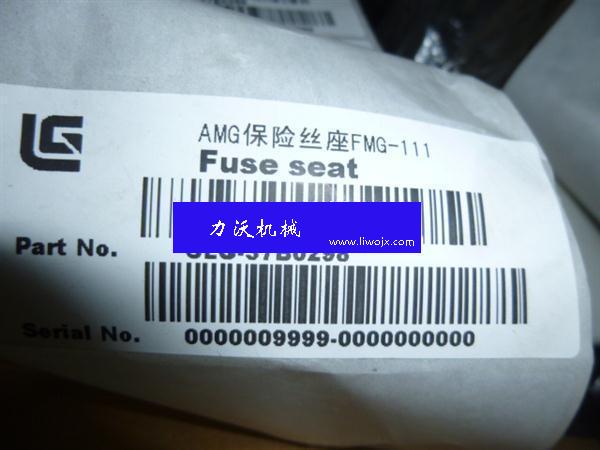 AMG保险丝座FMG-111
Fuse seat
力沃机械
www.liwojx.com
Part No.
Serial No.
0000009999-0000000000